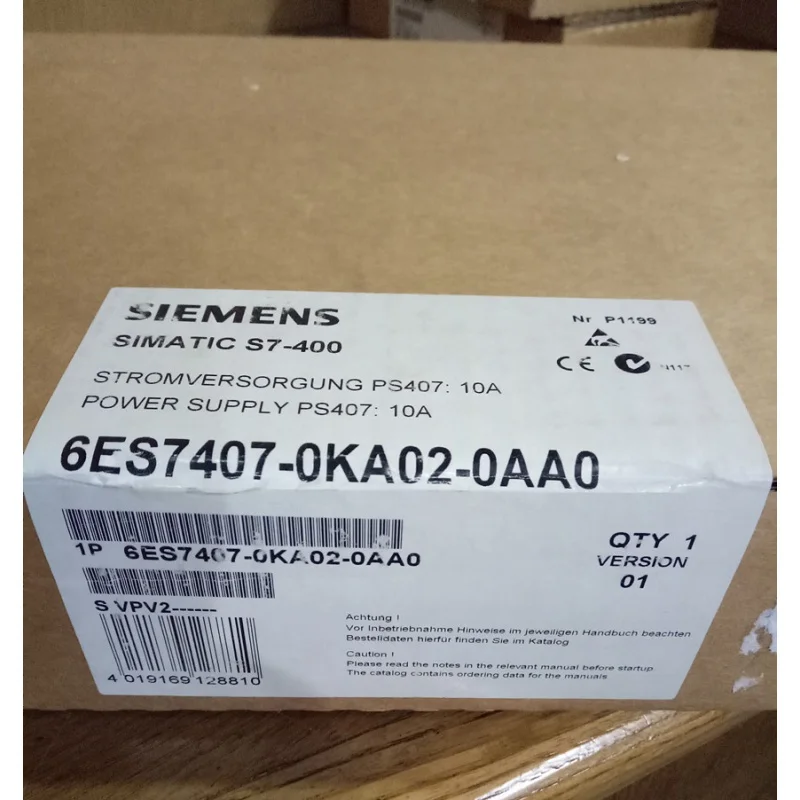 SIEMENS
SIMATIC S7-400
Nr P1199
STROMVERSORGUNG PS407: 10A
POWER SUPPLY PS407: 10A
CE
6ES7407-0KA02-0AA0
1P 6ES7407-0KA02-0AA0
QTY 1
VERSION
01
S VPV2------
4 019169 128810
Achtung !
Vor Inbetriebnahme Hinweise im jeweiligen Handbuch beachten
Bestelldaten hierfür finden Sie im Katalog
Caution !
Please read the notes in the relevant manual before startup
The catalog contains ordering data for the manuals